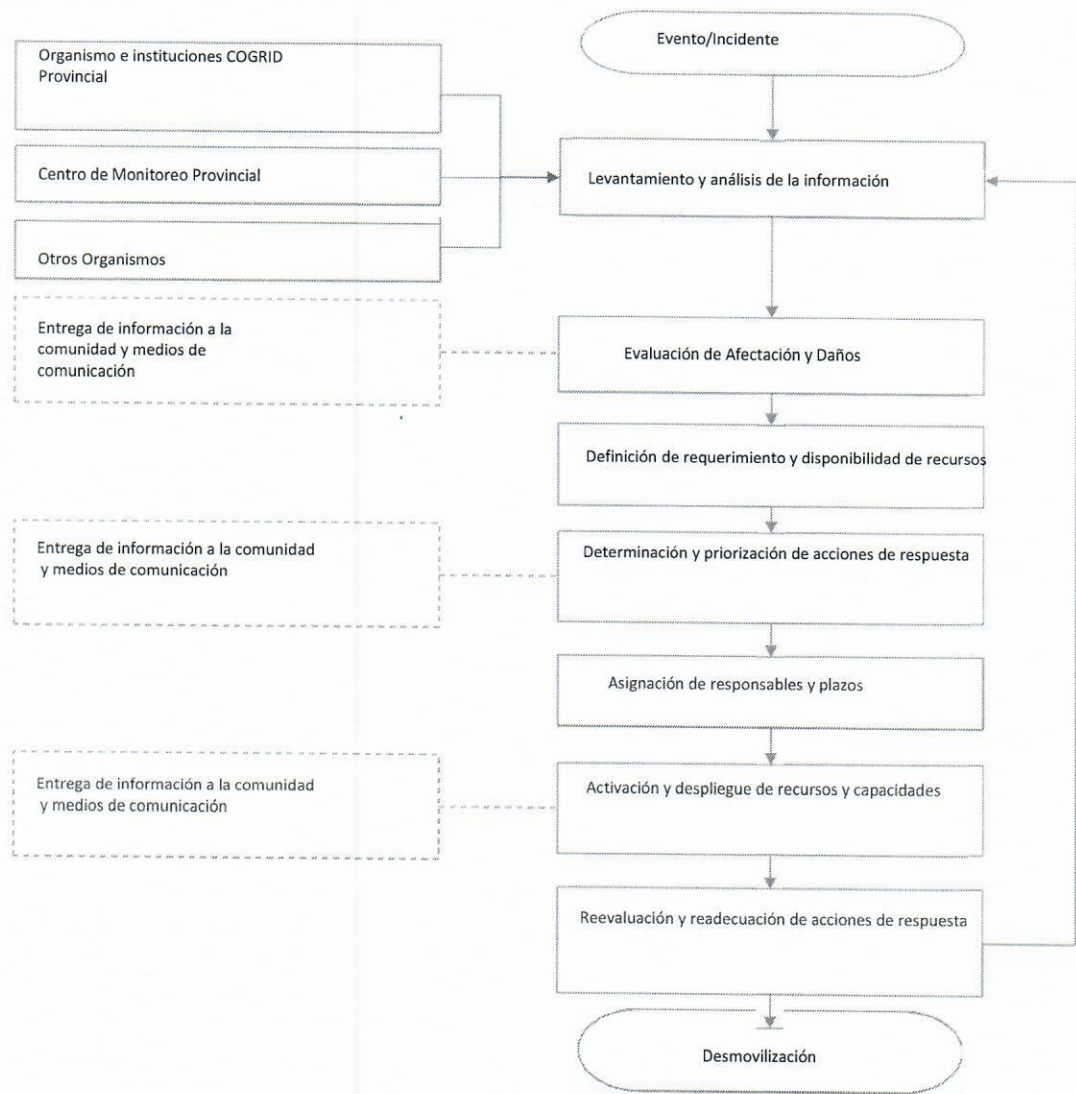 Evento/Incidente
Organismo e instituciones COGRID
Provincial
Centro de Monitoreo Provincial
Otros Organismos
Levantamiento y análisis de la información
Entrega de información a la
comunidad y medios de
comunicación
Evaluación de Afectación y Daños
Definición de requerimiento y disponibilidad de recursos
Entrega de información a la comunidad
y medios de comunicación
Determinación y priorización de acciones de respuesta
Asignación de responsables y plazos
Entrega de información a la comunidad
y medios de comunicación
Activación y despliegue de recursos y capacidades
Reevaluación y readecuación de acciones de respuesta
Desmovilización